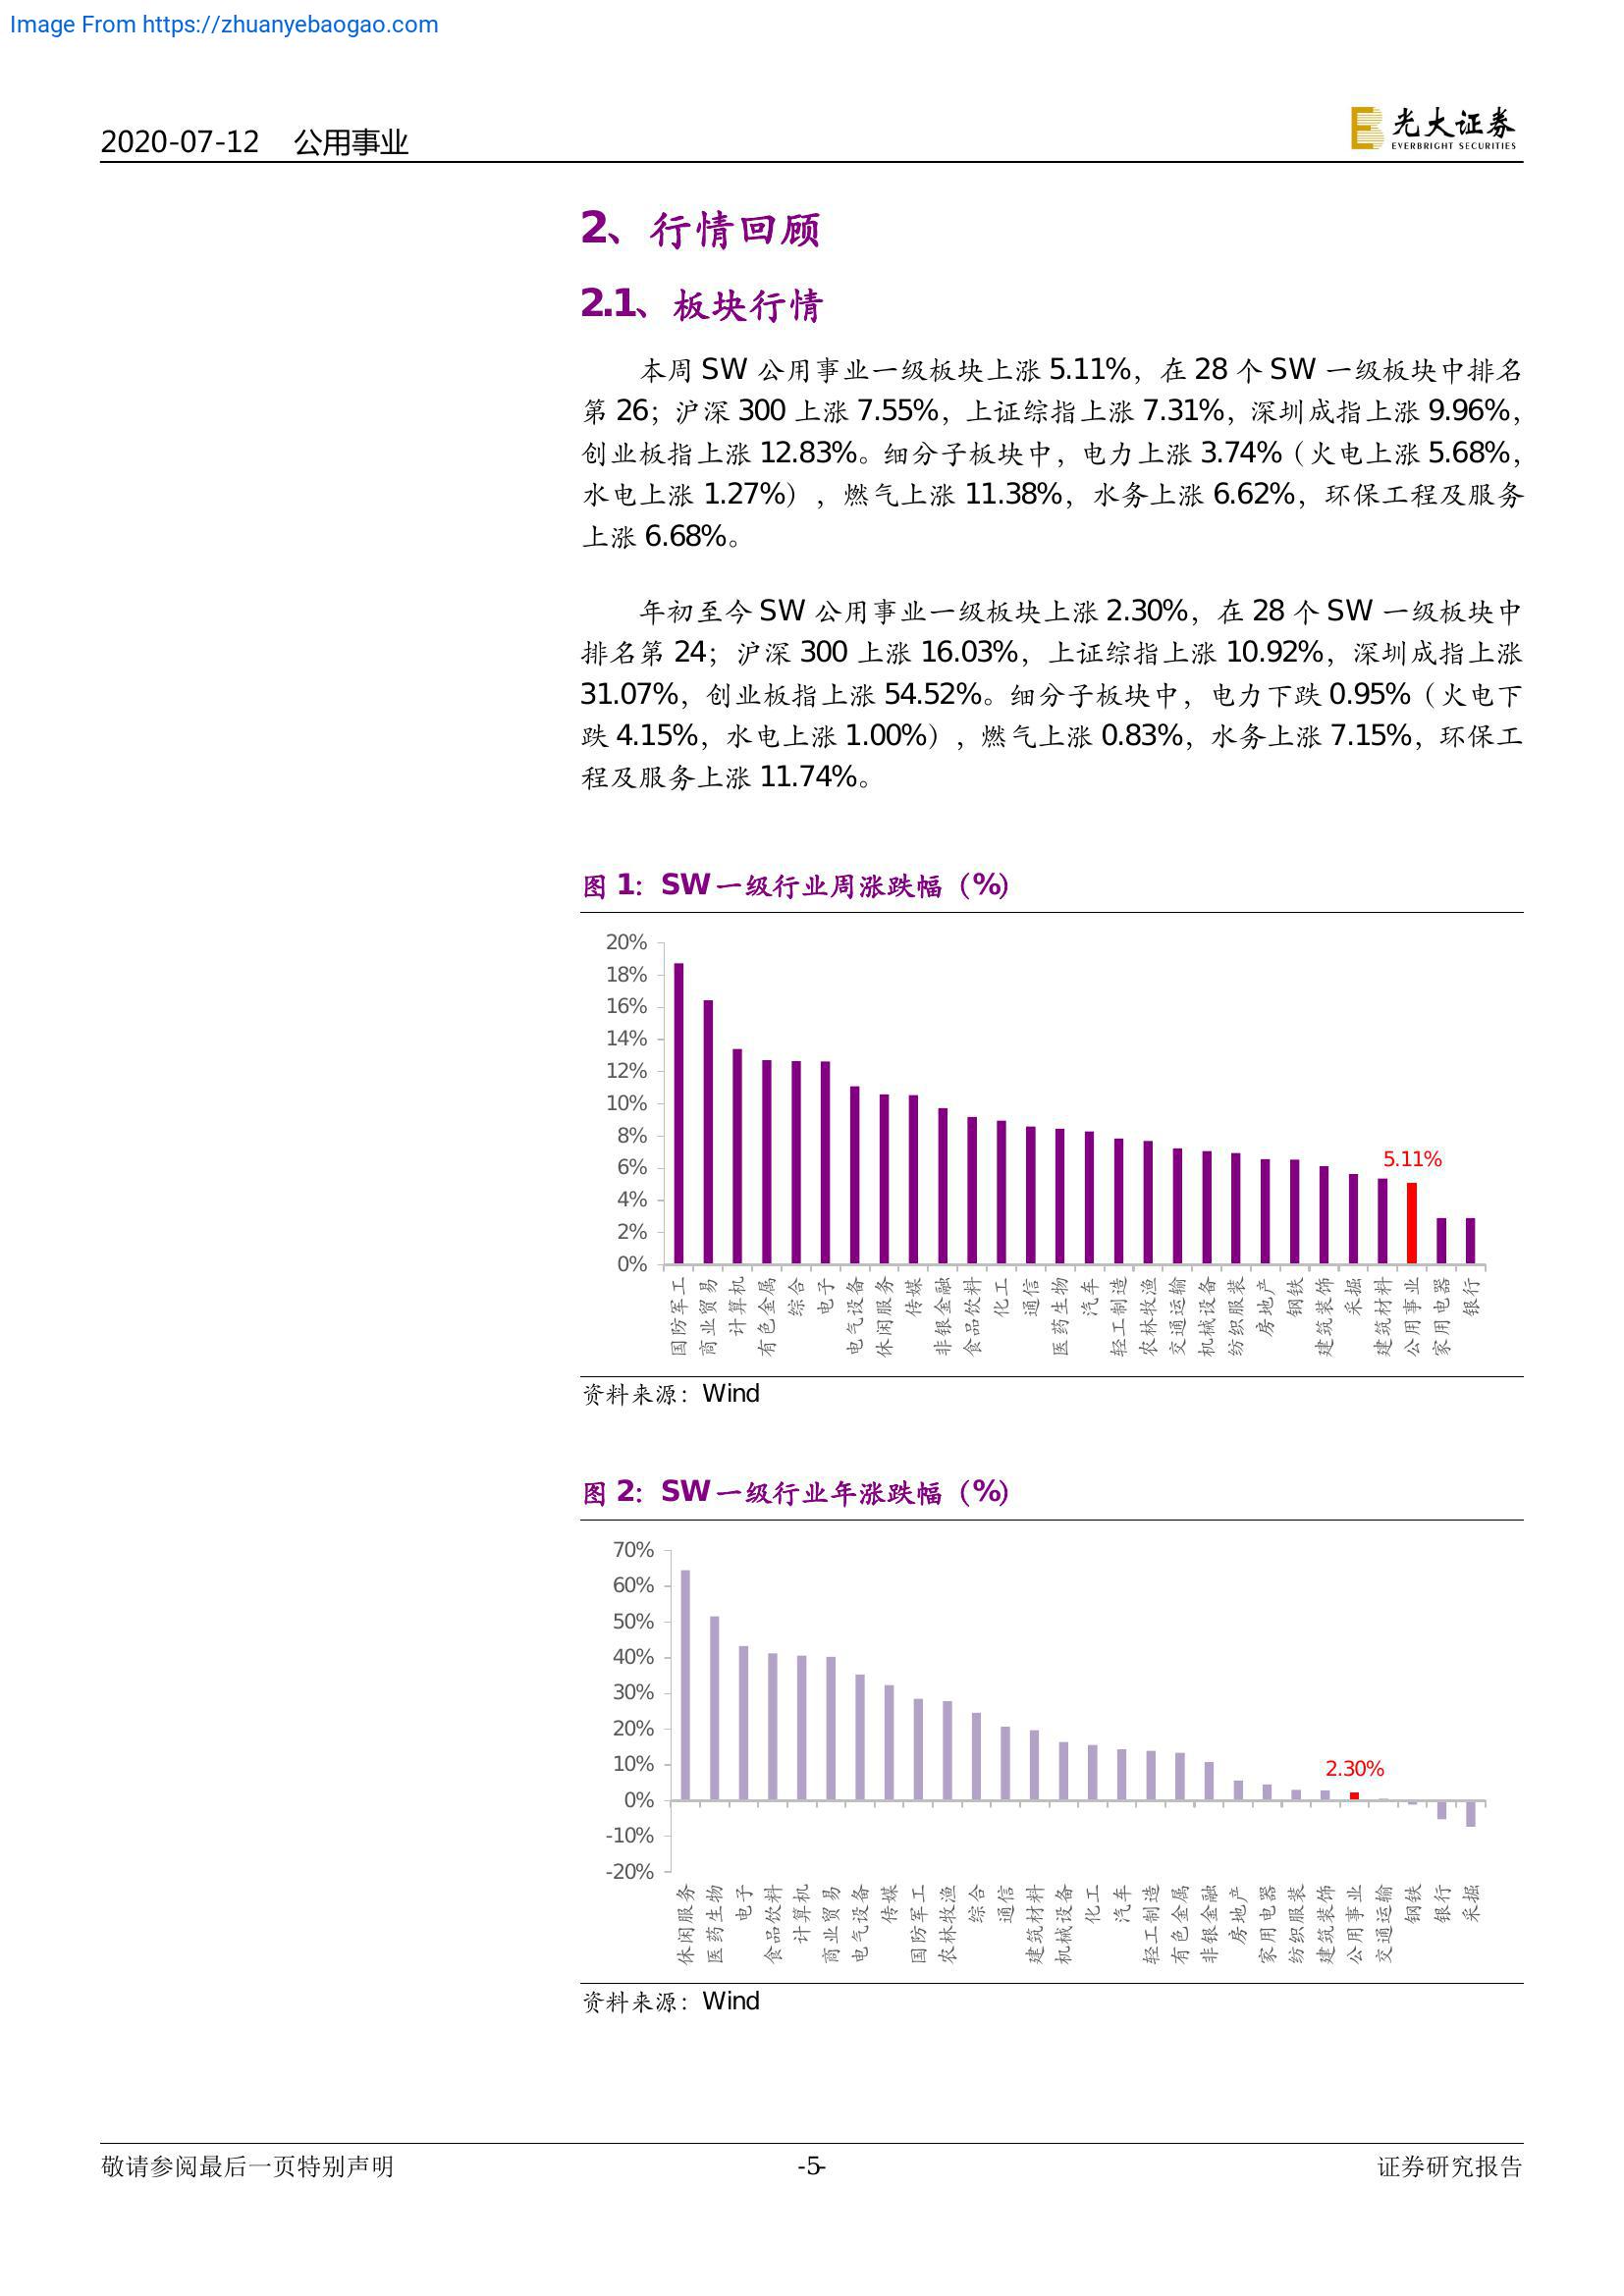 Image From https://zhuanyebaogao.com
2020-07-12 公用事业
光大证券
EVERBRIGHT SECURITIES
2、行情回顾
2.1、板块行情
本周 SW 公用事业一级板块上涨 5.11%，在 28 个 SW 一级板块中排名
第 26；沪深 300 上涨 7.55%，上证综指上涨 7.31%，深圳成指上涨 9.96%，
创业板指上涨 12.83%。细分子板块中，电力上涨 3.74%（火电上涨 5.68%，
水电上涨 1.27%），燃气上涨 11.38%，水务上涨 6.62%，环保工程及服务
上涨 6.68%。
年初至今 SW 公用事业一级板块上涨 2.30%，在 28 个 SW 一级板块中
排名第 24；沪深 300 上涨 16.03%，上证综指上涨 10.92%，深圳成指上涨
31.07%，创业板指上涨 54.52%。细分子板块中，电力下跌 0.95%（火电下
跌 4.15%，水电上涨 1.00%），燃气上涨 0.83%，水务上涨 7.15%，环保工
程及服务上涨 11.74%。
图 1：SW 一级行业周涨跌幅（%）
20%
18%
16%
14%
12%
10%
8%
6%
4%
2%
0%
5.11%
国防军工
商业贸易
计算机
有色金属
综合
电子
电气设备
休闲服务
传媒
非银金融
食品饮料
化工
通信
医药生物
汽车
轻工制造
农林牧渔
交通运输
机械设备
纺织服装
房地产
钢铁
建筑装饰
采掘
建筑材料
公用事业
家用电器
银行
资料来源：Wind
图 2：SW 一级行业年涨跌幅（%）
70%
60%
50%
40%
30%
20%
10%
0%
-10%
-20%
2.30%
休闲服务
医药生物
电子
食品饮料
计算机
商业贸易
电气设备
传媒
国防军工
农林牧渔
综合
通信
建筑材料
机械设备
化工
汽车
轻工制造
有色金属
非银金融
房地产
家用电器
纺织服装
建筑装饰
公用事业
交通运输
钢铁
银行
采掘
资料来源：Wind
敬请参阅最后一页特别声明
-5-
证券研究报告